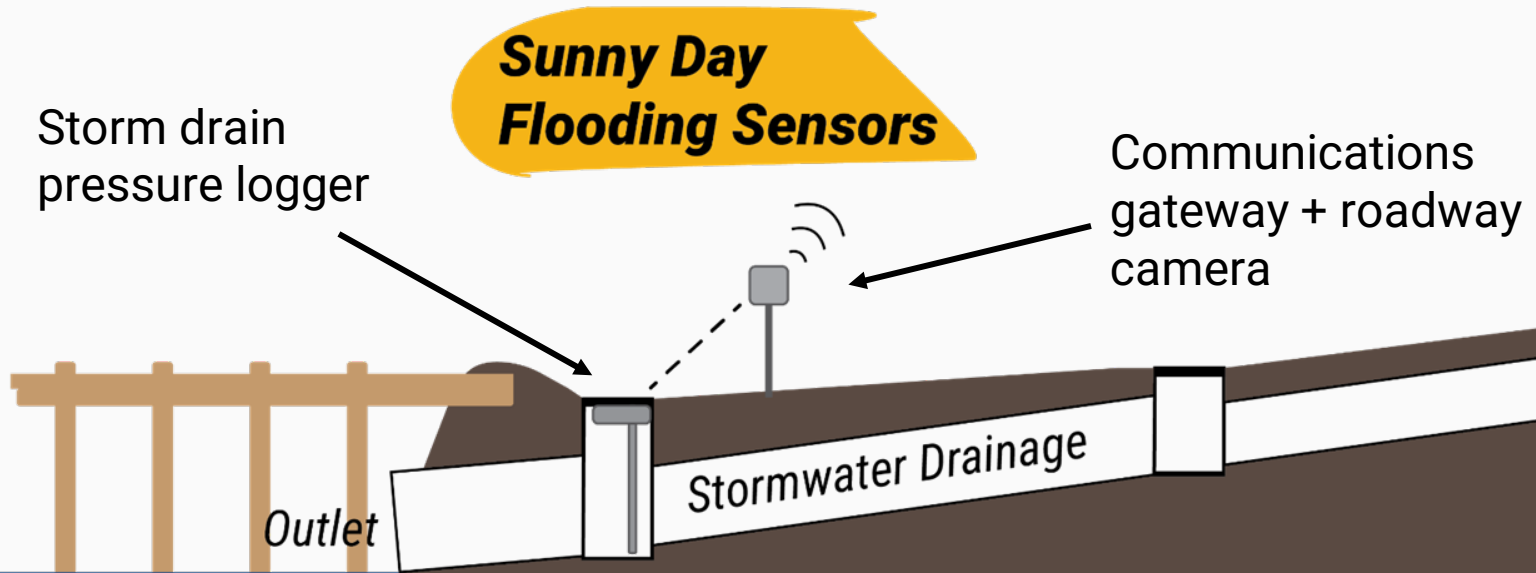 Sunny Day
Flooding Sensors
Storm drain
pressure logger
Communications
gateway + roadway
camera
Stormwater Drainage
Outlet